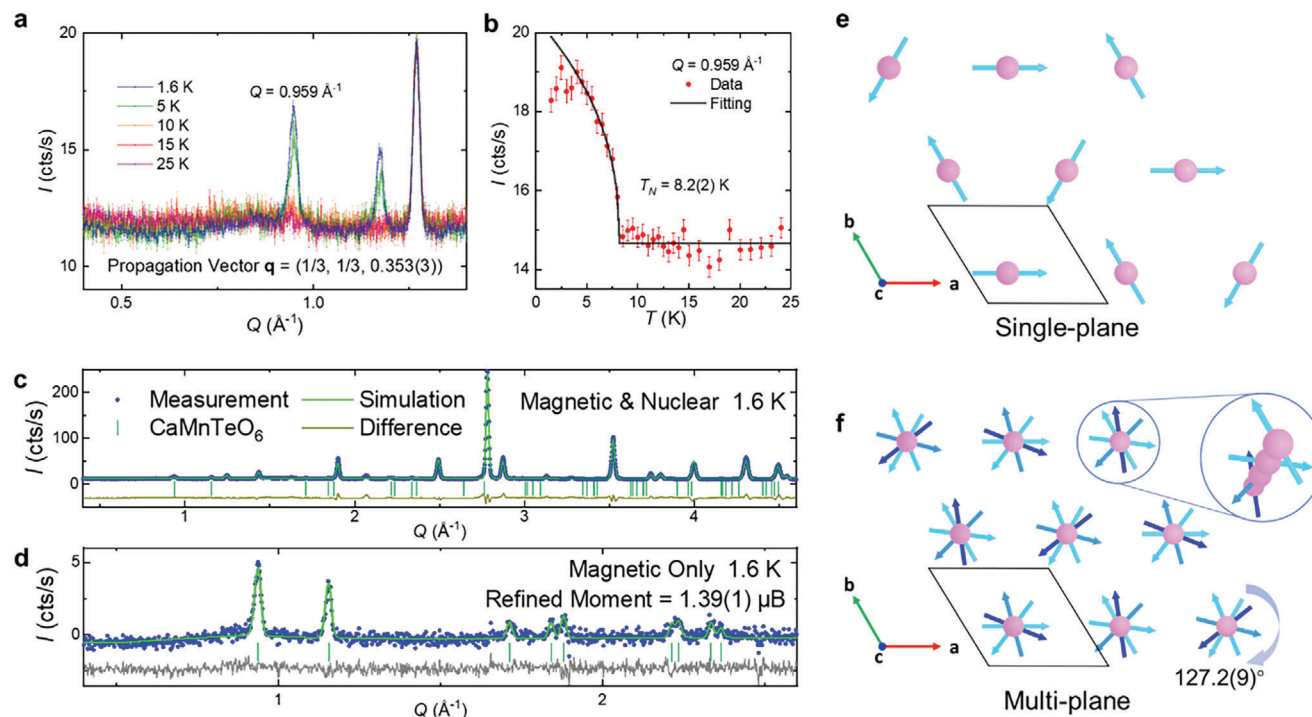 a
20
15
10
I (cts/s)
1.6 K
5 K
10 K
15 K
25 K
Q = 0.959 Å⁻¹
Propagation Vector q = (1/3, 1/3, 0.353(3))
0.5
1.0
Q (Å⁻¹)
b
20
18
16
14
I (cts/s)
Q = 0.959 Å⁻¹
Data
Fitting
T_N = 8.2(2) K
0
5
10
15
20
25
T (K)
e
b
c
a
Single-plane
c
200
100
0
I (cts/s)
Measurement
Simulation
CaMnTeO₆
Difference
Magnetic & Nuclear 1.6 K
1
2
3
4
Q (Å⁻¹)
d
5
0
I (cts/s)
Magnetic Only 1.6 K
Refined Moment = 1.39(1) μB
1
2
Q (Å⁻¹)
f
b
c
a
127.2(9)°
Multi-plane